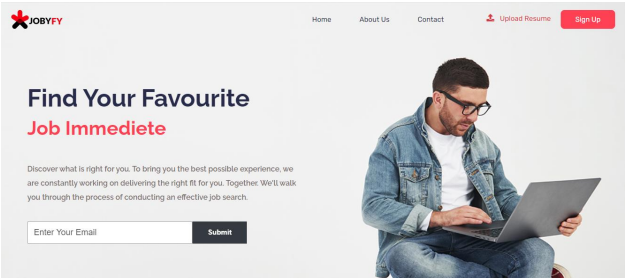 JOBYFY
Home
About Us
Contact
Upload Resume
Sign Up
Find Your Favourite
Job Immediete
Discover what is right for you. To bring you the best possible experience, we
are constantly working on delivering the right fit for you. Together. We'll walk
you through the process of conducting an effective job search.
Enter Your Email
Submit